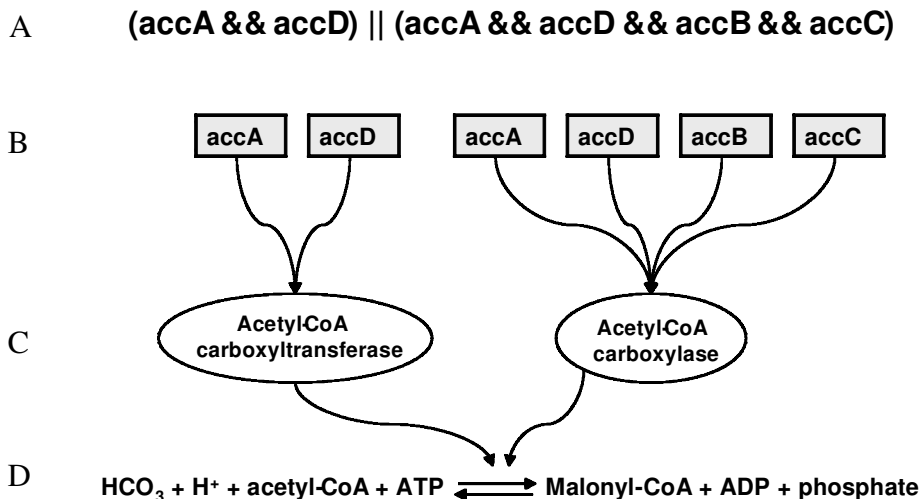 A (accA && accD) || (accA && accD && accB && accC)
B accA accD accA accD accB accC
C
Acetyl-CoA
carboxyltransferase
Acetyl-CoA
carboxylase
D HCO₃ + H⁺ + acetyl-CoA + ATP ⇌ Malonyl-CoA + ADP + phosphate